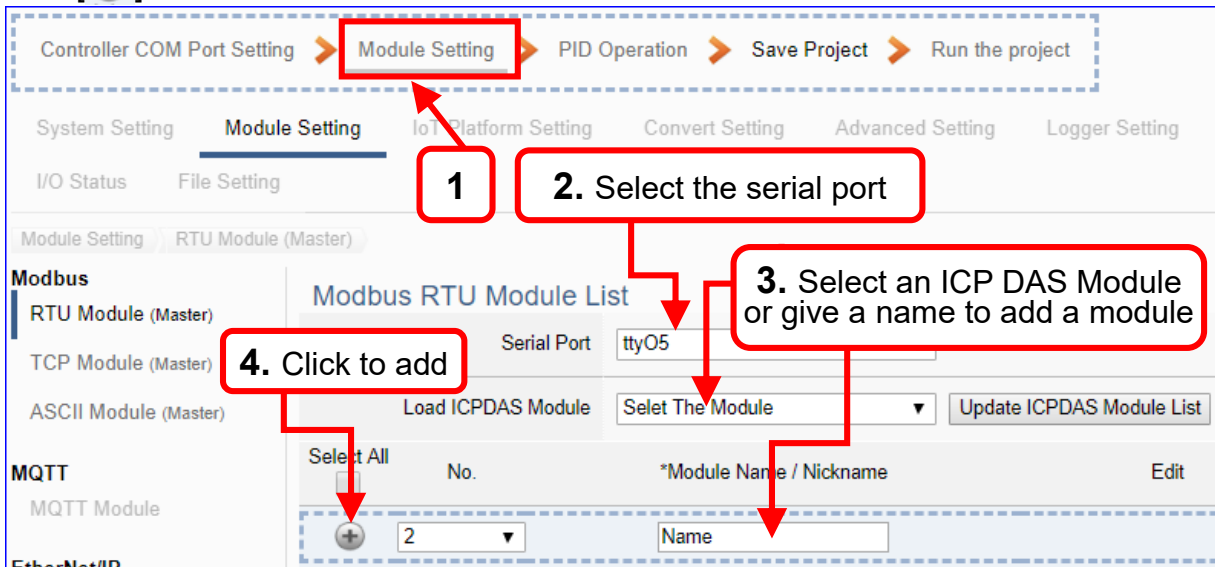 Controller COM Port Setting Module Setting PID Operation Save Project Run the project
System Setting Module Setting IoT Platform Setting Convert Setting Advanced Setting Logger Setting
I/O Status File Setting
1
2. Select the serial port
Module Setting RTU Module (Master)
Modbus
RTU Module (Master)
TCP Module (Master)
ASCII Module (Master)
MQTT
MQTT Module
EtherNet/IP
Modbus RTU Module List
3. Select an ICP DAS Module
or give a name to add a module
4. Click to add
Serial Port ttyO5
Load ICPDAS Module Selet The Module Update ICPDAS Module List
Select All No. *Module Name / Nickname Edit
2 Name